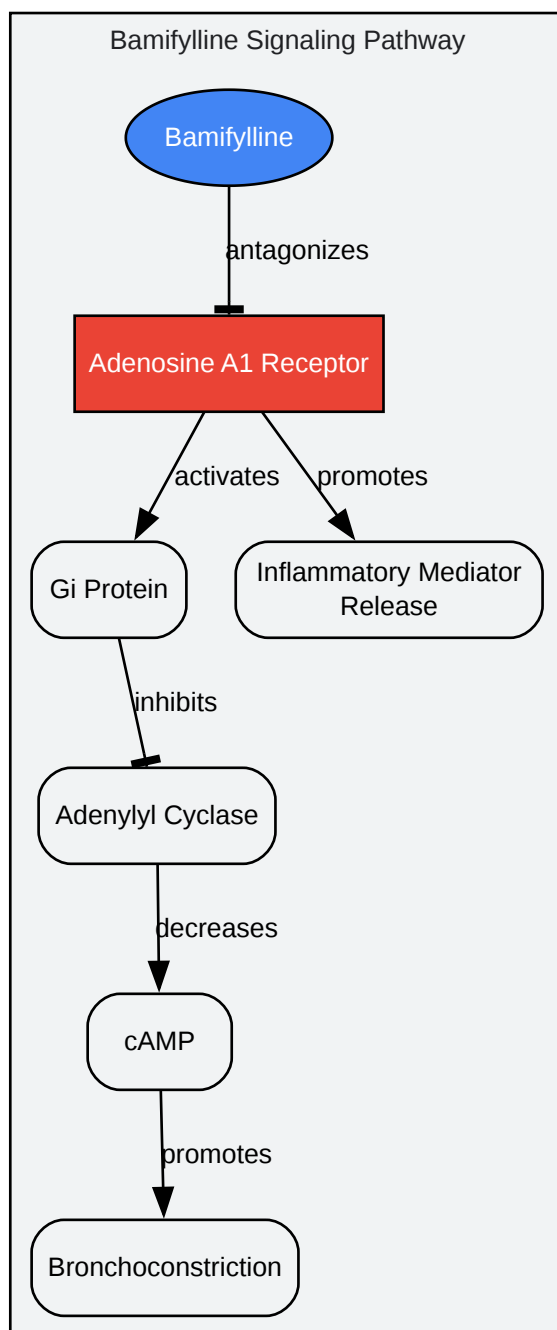 Bamifylline Signaling Pathway
Bamifylline
antagonizes
Adenosine A1 Receptor
activates
promotes
Gi Protein
Inflammatory Mediator
Release
inhibits
Adenylyl Cyclase
decreases
cAMP
promotes
Bronchoconstriction